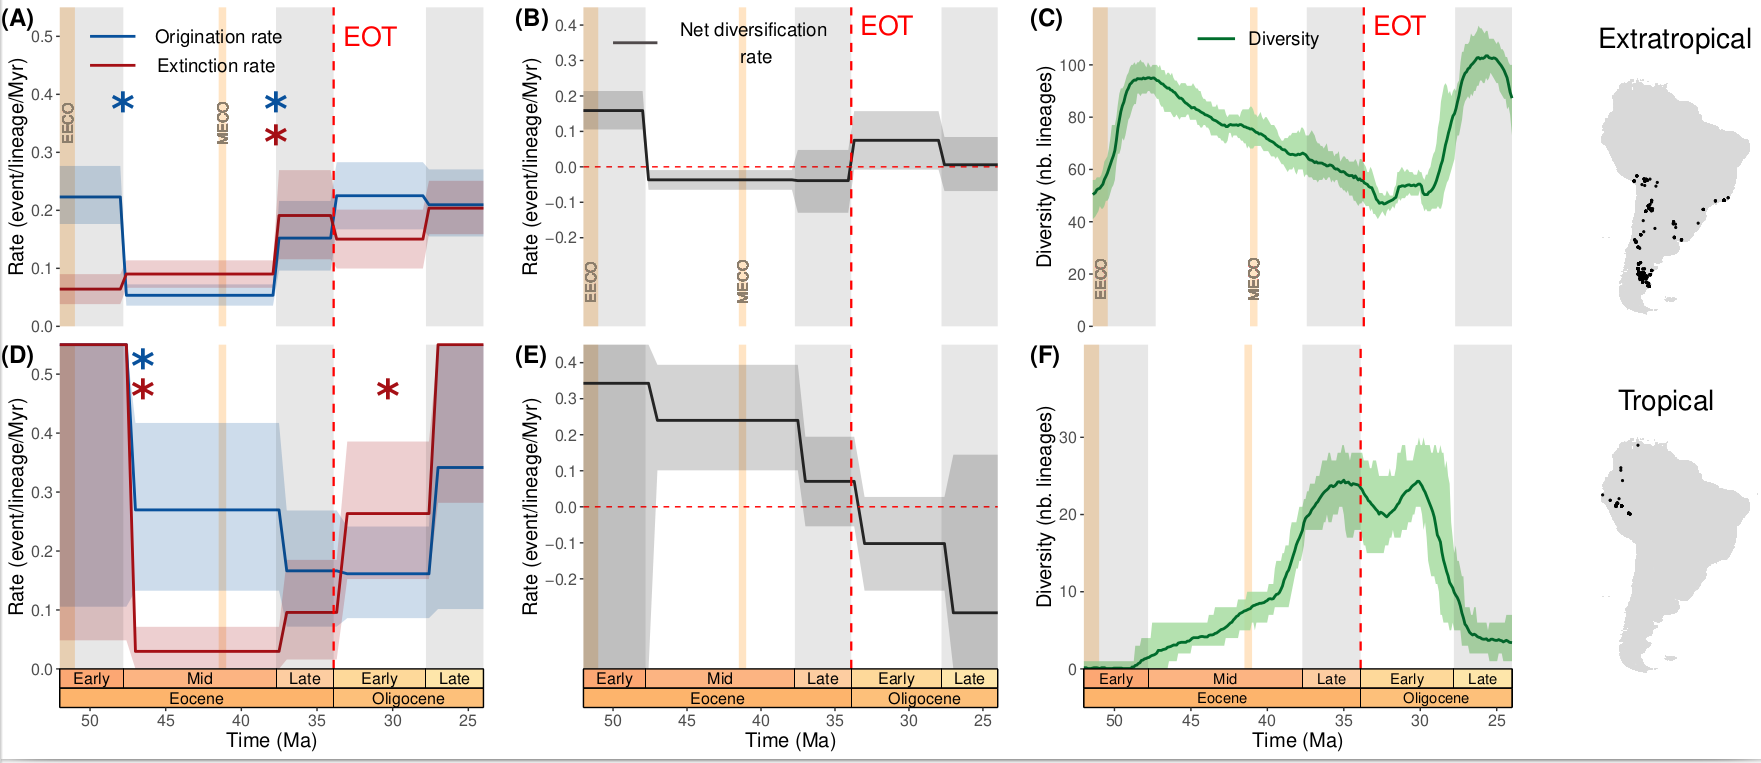 (A)
0.5
0.4
0.3
0.2
0.1
0.0
Rate (event/lineage/Myr)
Origination rate
Extinction rate
EOT
EECO
MECO
(B)
0.4
0.3
0.2
0.1
0.0
−0.0
−0.1
−0.2
Rate (event/lineage/Myr)
Net diversification
rate
EOT
EECO
MECO
(C)
100
80
60
40
20
0
Diversity (nb. lineages)
Diversity
EOT
EECO
MECO
Extratropical
(D)
0.5
0.4
0.3
0.2
0.1
0.0
Rate (event/lineage/Myr)
Early Mid Late Early Late
Eocene Oligocene
50 45 40 35 30 25
Time (Ma)
(E)
0.4
0.3
0.2
0.1
0.0
−0.1
−0.2
Rate (event/lineage/Myr)
Early Mid Late Early Late
Eocene Oligocene
50 45 40 35 30 25
Time (Ma)
(F)
30
20
10
0
Diversity (nb. lineages)
Early Mid Late Early Late
Eocene Oligocene
50 45 40 35 30 25
Time (Ma)
Tropical